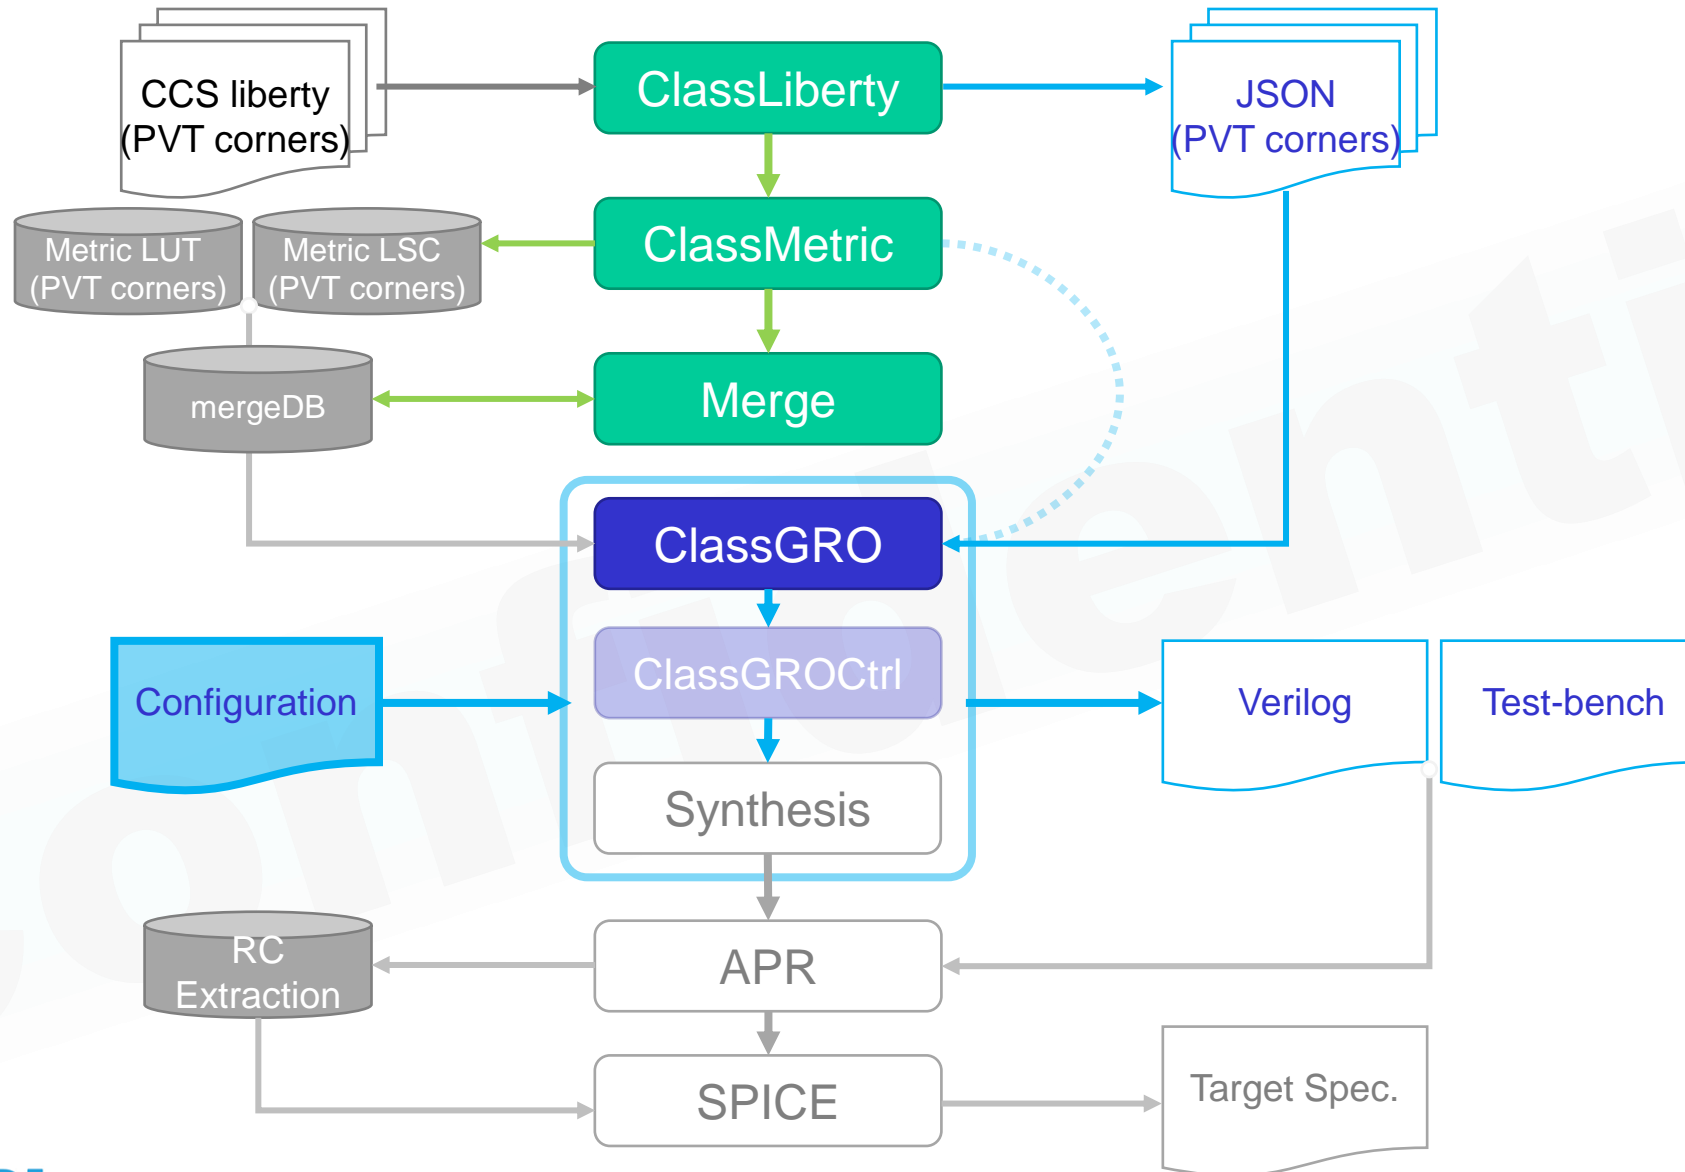 CCS liberty
(PVT corners)
ClassLiberty
JSON
(PVT corners)
Metric LUT
(PVT corners)
Metric LSC
(PVT corners)
ClassMetric
mergeDB
Merge
ClassGRO
Configuration
ClassGROCtrl
Verilog
Test-bench
Synthesis
RC
Extraction
APR
SPICE
Target Spec.